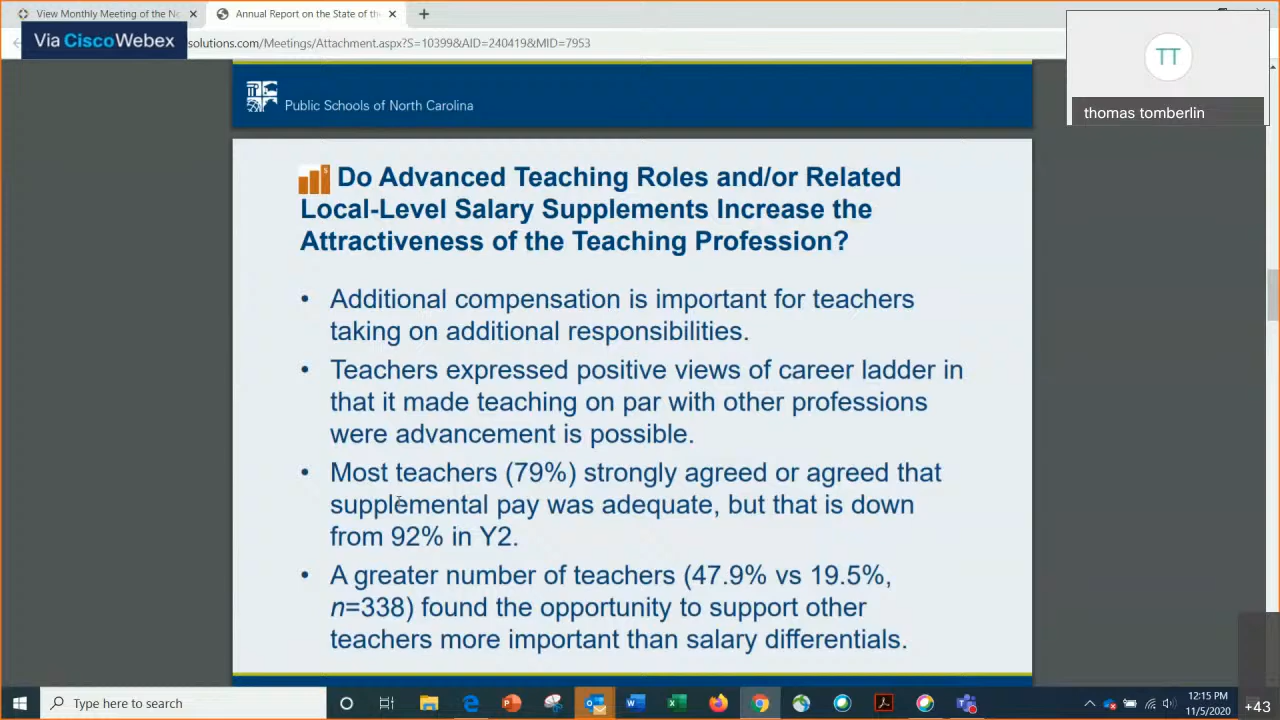 View Monthly Meeting of the No
Annual Report on the State of the
Via CiscoWebex
solutions.com/Meetings/Attachment.aspx?S=10399&AID=240419&MID=7953
TT
thomas tomberlin
Public Schools of North Carolina
Do Advanced Teaching Roles and/or Related
Local-Level Salary Supplements Increase the
Attractiveness of the Teaching Profession?
• Additional compensation is important for teachers
taking on additional responsibilities.
• Teachers expressed positive views of career ladder in
that it made teaching on par with other professions
were advancement is possible.
• Most teachers (79%) strongly agreed or agreed that
supplemental pay was adequate, but that is down
from 92% in Y2.
• A greater number of teachers (47.9% vs 19.5%,
n=338) found the opportunity to support other
teachers more important than salary differentials.
Type here to search
12:15 PM
11/5/2020
+43